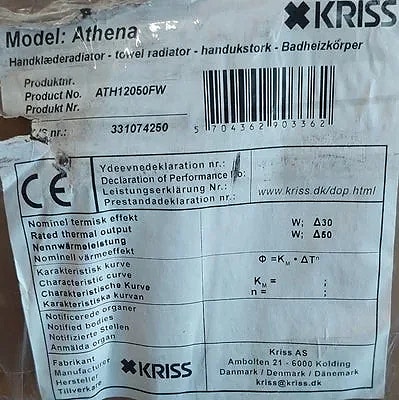 KRISS
Model: Athena
Handklæderadiator - towel radiator - handukstork - Badheizkörper
Produktnr.
Product No. ATH12050FW
Produkt Nr.
nr.: 331074250
5 704362 903362
CE
Ydeevnedeklaration nr.:
Declaration of Performance No:
Leistungserklärung Nr.:
Prestandadeklaration nr.:
www.kriss.dk/dop.html
Nominel termisk effekt
Rated thermal output
Nennwärmeleistung
Nominell värmeeffekt
W; Δ30
W; Δ50
Karakteristisk kurve
Characteristic curve
Charakteristische Kurve
Karakteristiska kurvan
Φ=KM • ΔTⁿ
KM = ;
n = ;
Notificerede organer
Notified bodies
Notifizierte Stellen
Anmälda organ
Fabrikant
Manufacturer
Hersteller
Tillverkare
KRISS
Kriss AS
Ambolten 21 - 6000 Kolding
Danmark / Denmark / Dänemark
kriss@kriss.dk